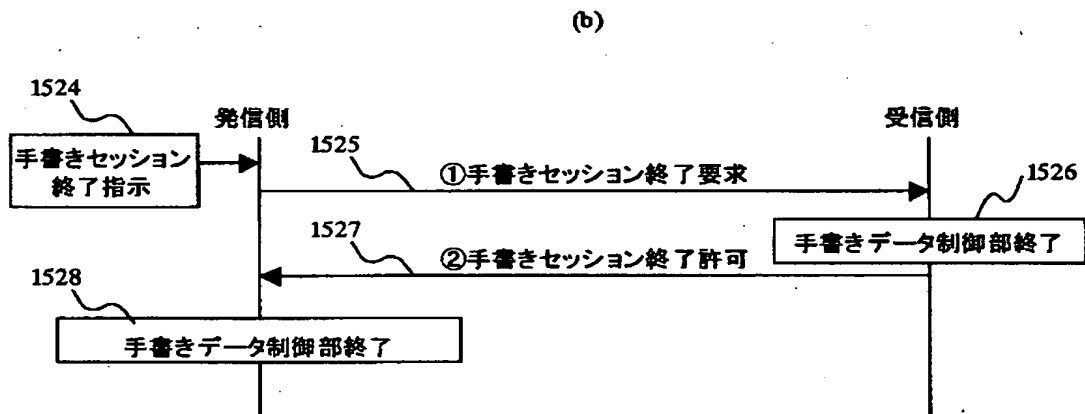 (b)
1524
発信側
受信側
手書きセッション
終了指示
1525
①手書きセッション終了要求
1526
手書きデータ制御部終了
1527
②手書きセッション終了許可
1528
手書きデータ制御部終了